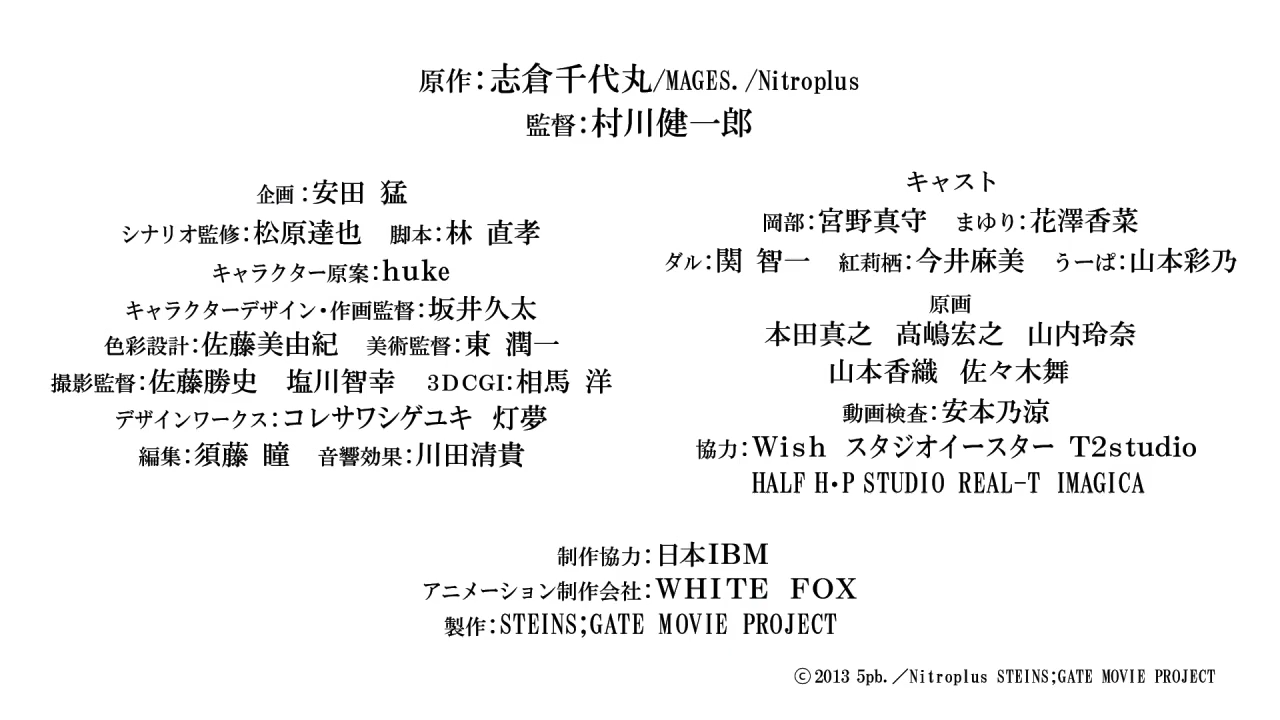 原作:志倉千代丸/MAGES./Nitroplus
監督:村川健一郎
企画:安田 猛
シナリオ監修:松原達也 脚本:林 直孝
キャラクター原案:huke
キャラクターデザイン・作画監督:坂井久太
色彩設計:佐藤美由紀 美術監督:東 潤一
撮影監督:佐藤勝史 塩川智幸 3DCGI:相馬 洋
デザインワークス:コレサワシゲユキ 灯夢
編集:須藤 瞳 音響効果:川田清貴
キャスト
岡部:宮野真守 まゆり:花澤香菜
ダル:関 智一 紅莉栖:今井麻美 うーぱ:山本彩乃
原画
本田真之 髙嶋宏之 山内玲奈
山本香織 佐々木舞
動画検査:安本乃涼
協力:Wish スタジオイースター T2studio
HALF H・P STUDIO REAL-T IMAGICA
制作協力:日本IBM
アニメーション制作会社:WHITE FOX
製作:STEINS;GATE MOVIE PROJECT
ⓒ2013 5pb./Nitroplus STEINS;GATE MOVIE PROJECT